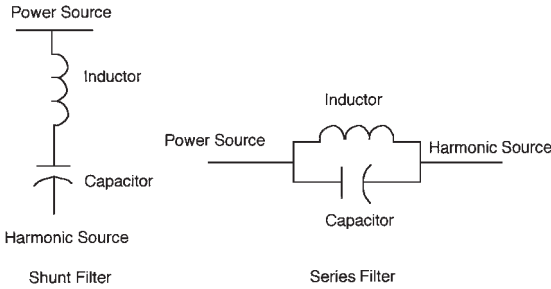 Power Source
Inductor
Capacitor
Harmonic Source
Shunt Filter
Inductor
Power Source
Harmonic Source
Capacitor
Series Filter